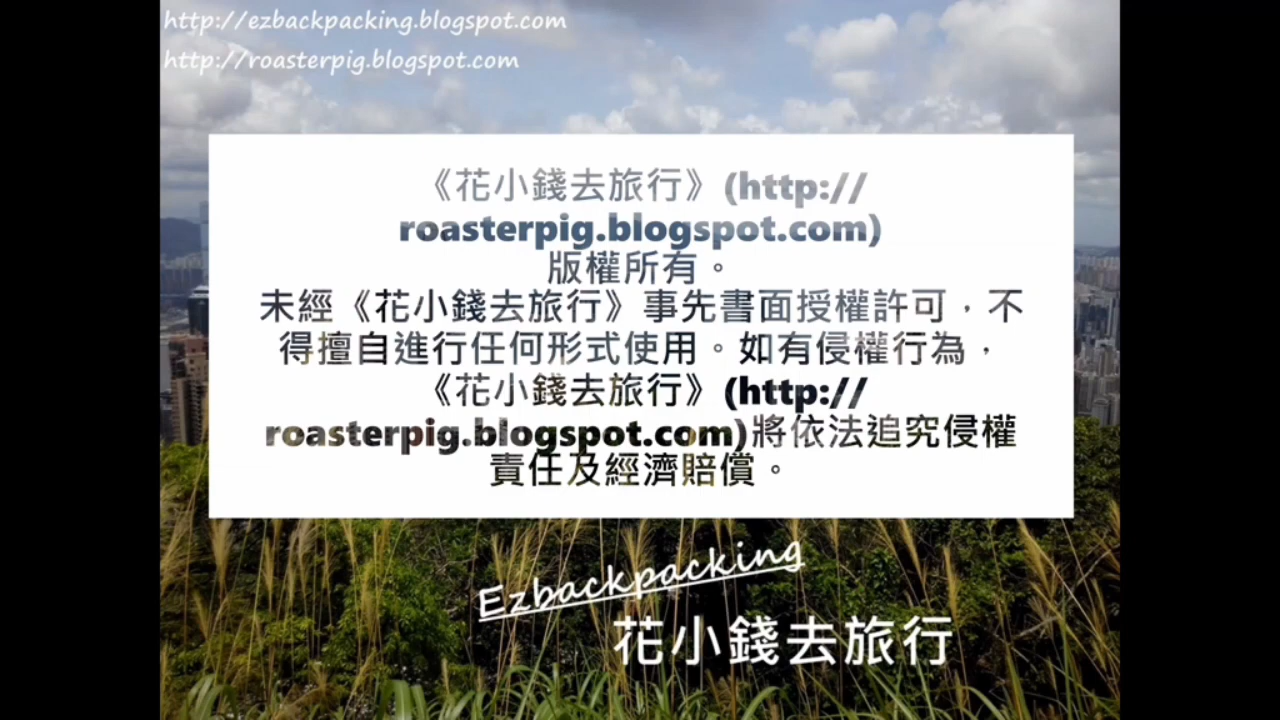 http://ezbackpacking.blogspot.com
http://roasterpig.blogspot.com
《花小錢去旅行》(http://
roasterpig.blogspot.com)
版權所有。
未經《花小錢去旅行》事先書面授權許可，不
得擅自進行任何形式使用。如有侵權行為，
《花小錢去旅行》(http://
roasterpig.blogspot.com)將依法追究侵權
責任及經濟賠償。
Ezbackpacking
花小錢去旅行